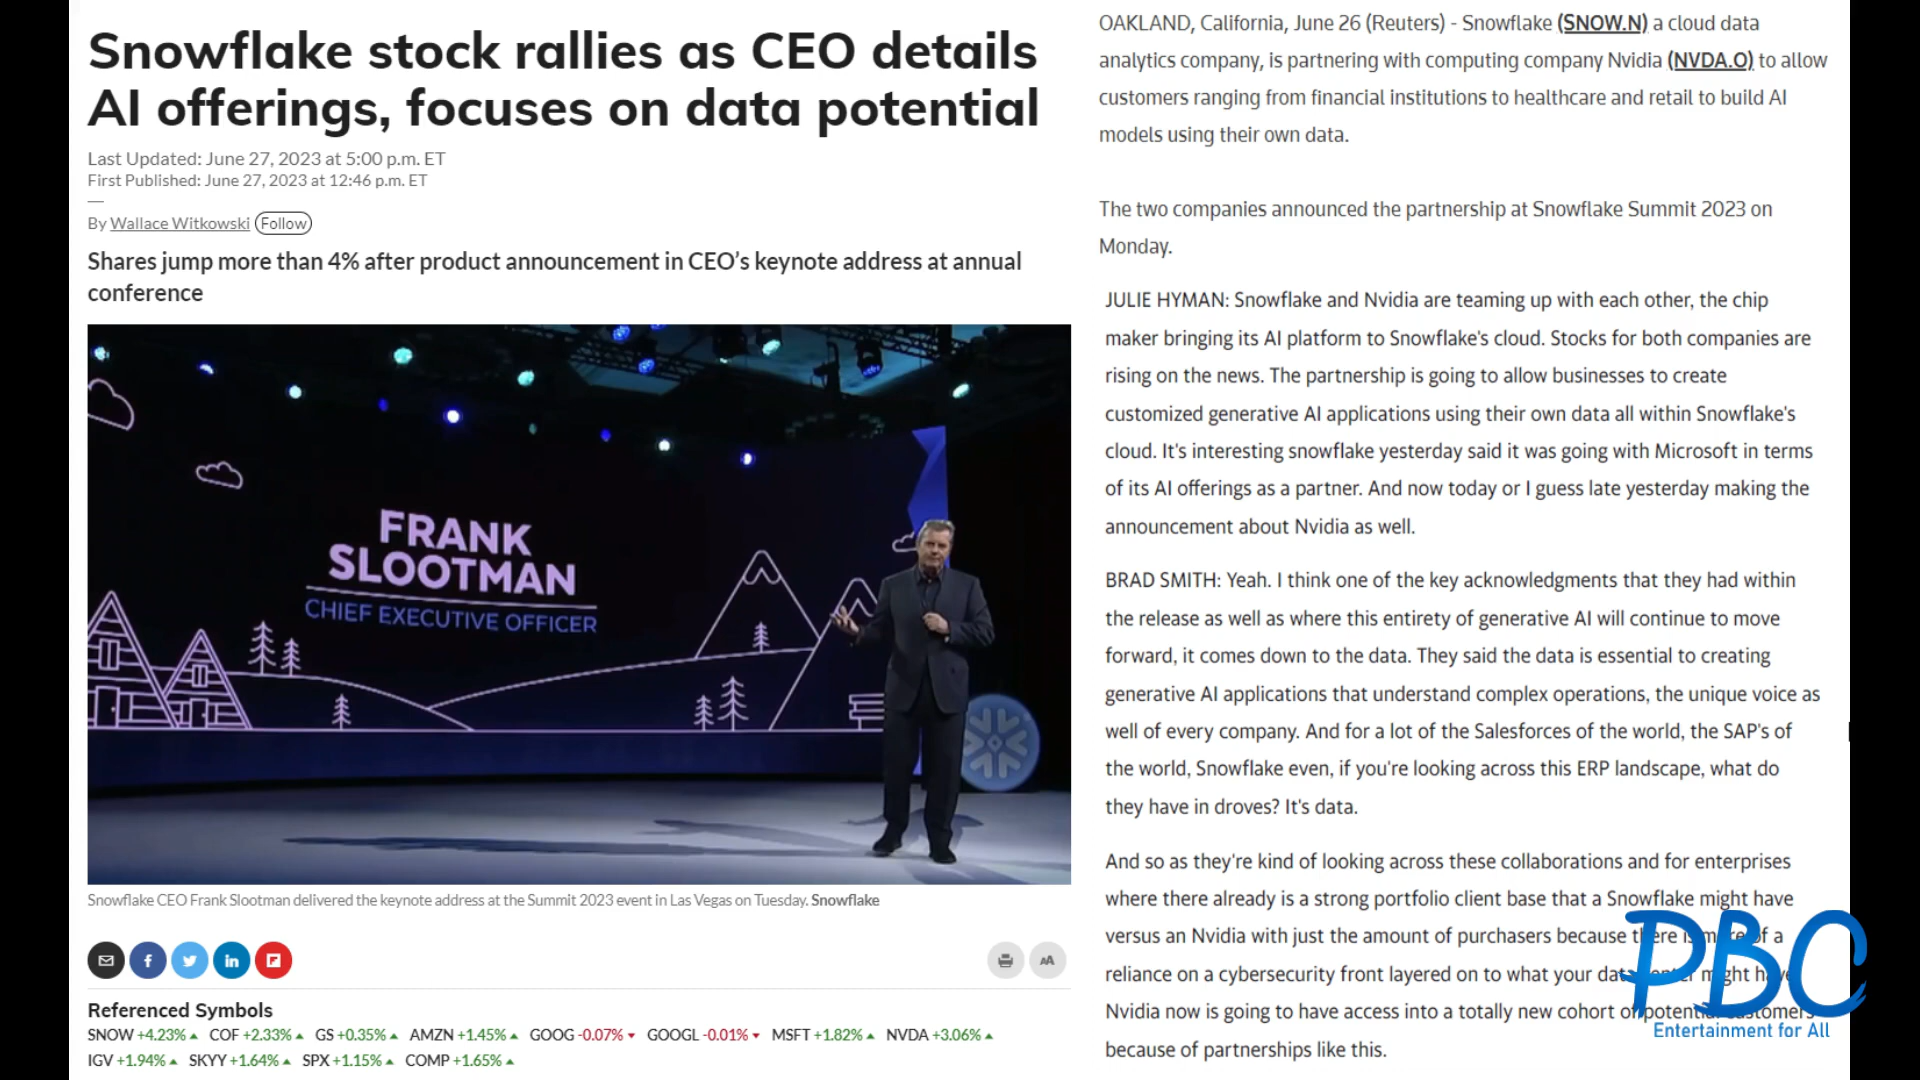 Snowflake stock rallies as CEO details
AI offerings, focuses on data potential
Last Updated: June 27, 2023 at 5:00 p.m. ET
First Published: June 27, 2023 at 12:46 p.m. ET
By Wallace Witkowski Follow
Shares jump more than 4% after product announcement in CEO's keynote address at annual
conference
FRANK
SLOOTMAN
CHIEF EXECUTIVE OFFICER
Snowflake CEO Frank Slootman delivered the keynote address at the Summit 2023 event in Las Vegas on Tuesday. Snowflake
AA
Referenced Symbols
SNOW +4.23% ▲ COF +2.33% ▲ GS +0.35% ▲ AMZN +1.45% ▲ GOOG -0.07% ▼ GOOGL -0.01% ▼ MSFT +1.82% ▲ NVDA +3.06% ▲
IGV +1.94% ▲ SKYY +1.64% ▲ SPX +1.15% ▲ COMP +1.65% ▲
OAKLAND, California, June 26 (Reuters) - Snowflake (SNOW.N) a cloud data
analytics company, is partnering with computing company Nvidia (NVDA.O) to allow
customers ranging from financial institutions to healthcare and retail to build AI
models using their own data.
The two companies announced the partnership at Snowflake Summit 2023 on
Monday.
JULIE HYMAN: Snowflake and Nvidia are teaming up with each other, the chip
maker bringing its AI platform to Snowflake's cloud. Stocks for both companies are
rising on the news. The partnership is going to allow businesses to create
customized generative AI applications using their own data all within Snowflake's
cloud. It's interesting snowflake yesterday said it was going with Microsoft in terms
of its AI offerings as a partner. And now today or I guess late yesterday making the
announcement about Nvidia as well.
BRAD SMITH: Yeah. I think one of the key acknowledgments that they had within
the release as well as where this entirety of generative AI will continue to move
forward, it comes down to the data. They said the data is essential to creating
generative AI applications that understand complex operations, the unique voice as
well of every company. And for a lot of the Salesforces of the world, the SAP's of
the world, Snowflake even, if you're looking across this ERP landscape, what do
they have in droves? It's data.
And so as they're kind of looking across these collaborations and for enterprises
where there already is a strong portfolio client base that a Snowflake might have
versus an Nvidia with just the amount of purchasers because there is more of a
reliance on a cybersecurity front layered on to what your data center might have
Nvidia now is going to have access into a totally new cohort of potential customers
because of partnerships like this.
PBC
Entertainment for All